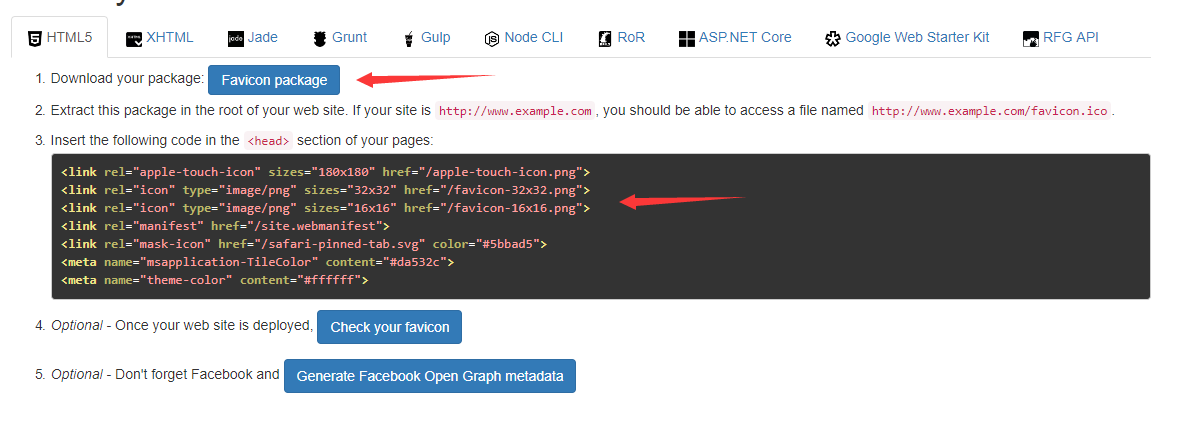 HTML5 XHTML Jade Grunt Gulp Node CLI RoR ASP.NET Core Google Web Starter Kit RFG API
1. Download your package: Favicon package
2. Extract this package in the root of your web site. If your site is http://www.example.com , you should be able to access a file named http://www.example.com/favicon.ico .
3. Insert the following code in the <head> section of your pages:
<link rel="apple-touch-icon" sizes="180x180" href="/apple-touch-icon.png">
<link rel="icon" type="image/png" sizes="32x32" href="/favicon-32x32.png">
<link rel="icon" type="image/png" sizes="16x16" href="/favicon-16x16.png">
<link rel="manifest" href="/site.webmanifest">
<link rel="mask-icon" href="/safari-pinned-tab.svg" color="#5bbad5">
<meta name="msapplication-TileColor" content="#da532c">
<meta name="theme-color" content="#ffffff">
4. Optional - Once your web site is deployed, Check your favicon
5. Optional - Don't forget Facebook and Generate Facebook Open Graph metadata